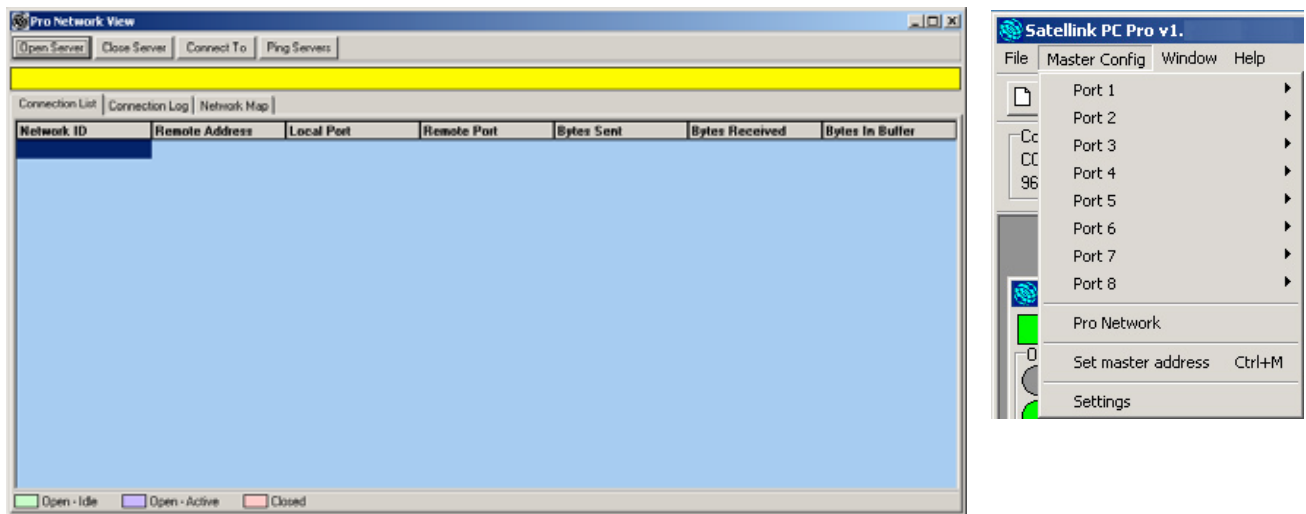 Pro Network View
Open Server Close Server Connect To Ping Servers
Connection List Connection Log Network Map
Network ID Remote Address Local Port Remote Port Bytes Sent Bytes Received Bytes In Buffer
Open - Idle Open - Active Closed
Satellink PC Pro v1.
File Master Config Window Help
Port 1
Port 2
Port 3
Port 4
Port 5
Port 6
Port 7
Port 8
Pro Network
Set master address Ctrl+M
Settings